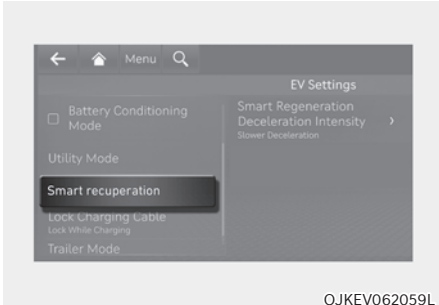 Menu
EV Settings
Battery Conditioning
Mode
Utility Mode
Smart recuperation
Lock Charging Cable
Lock While Charging
Trailer Mode
Smart Regeneration
Deceleration Intensity
Slower Deceleration
OJKEV062059L